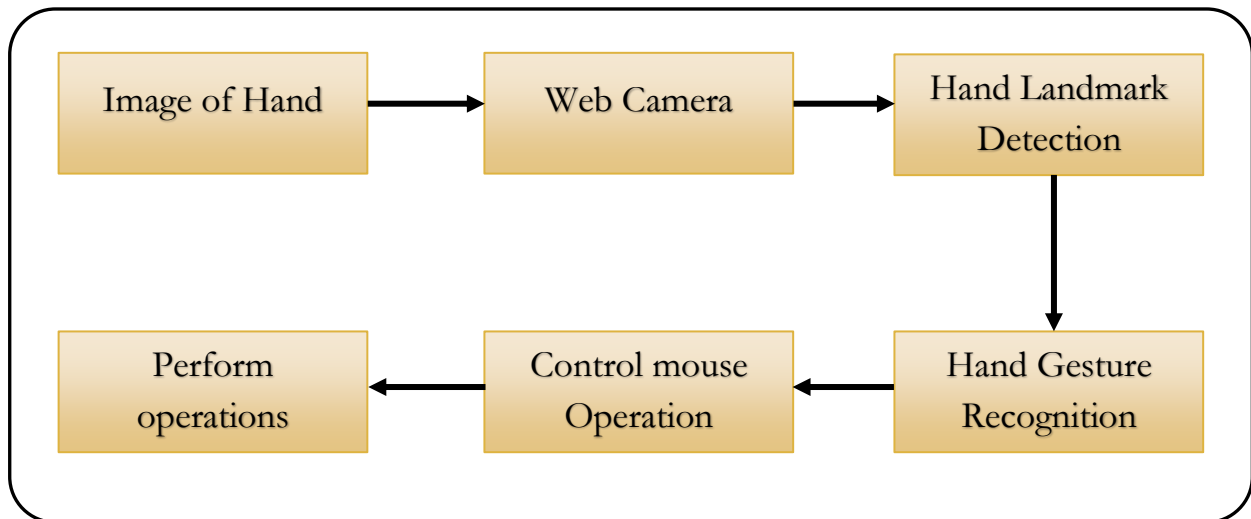 Image of Hand
Web Camera
Hand Landmark
Detection
Hand Gesture
Recognition
Control mouse
Operation
Perform
operations